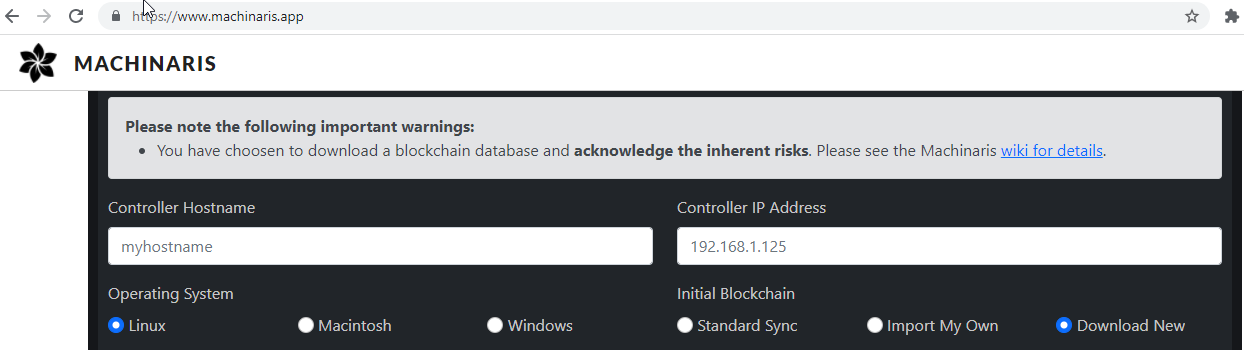 https://www.machinaris.app
MACHINARIS
Please note the following important warnings:
You have choosen to download a blockchain database and acknowledge the inherent risks. Please see the Machinaris wiki for details.
Controller Hostname
Controller IP Address
myhostname
192.168.1.125
Operating System
Initial Blockchain
Linux
Macintosh
Windows
Standard Sync
Import My Own
Download New